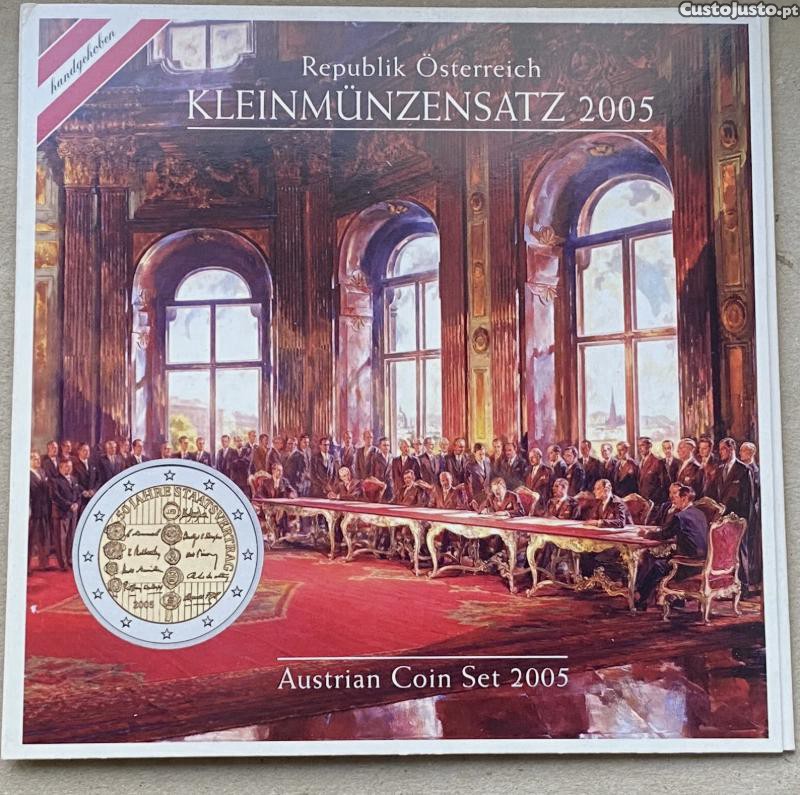 Custojusto.pt
handgehoben
Republik Österreich
KLEINMÜNZENSATZ 2005
50 JAHRE STAATSVERTRAG
2005
Austrian Coin Set 2005